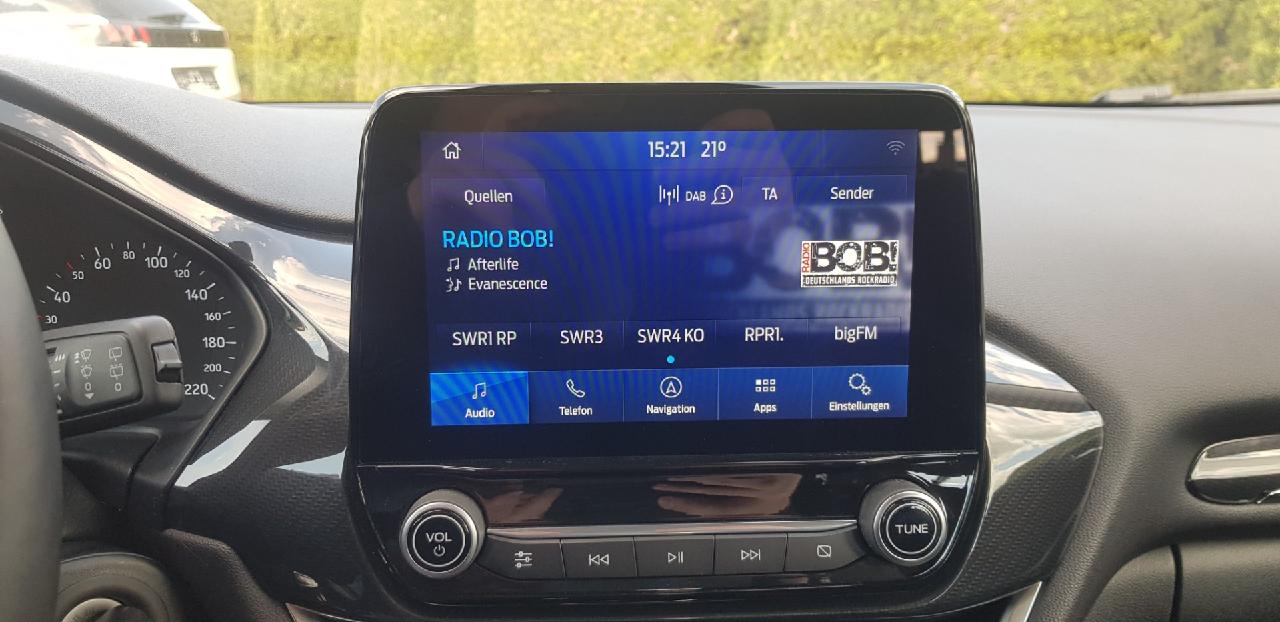 15:21 21°
Quellen DAB TA Sender
RADIO BOB!
Afterlife
Evanescence
RADIO BOB!
DEUTSCHLANDS ROCKRADIO
SWR1 RP SWR3 SWR4 KO RPR1. bigFM
Audio Telefon Navigation Apps Einstellungen
VOL
TUNE
30 40 50 60 80 100 120 140 160 180 200 220